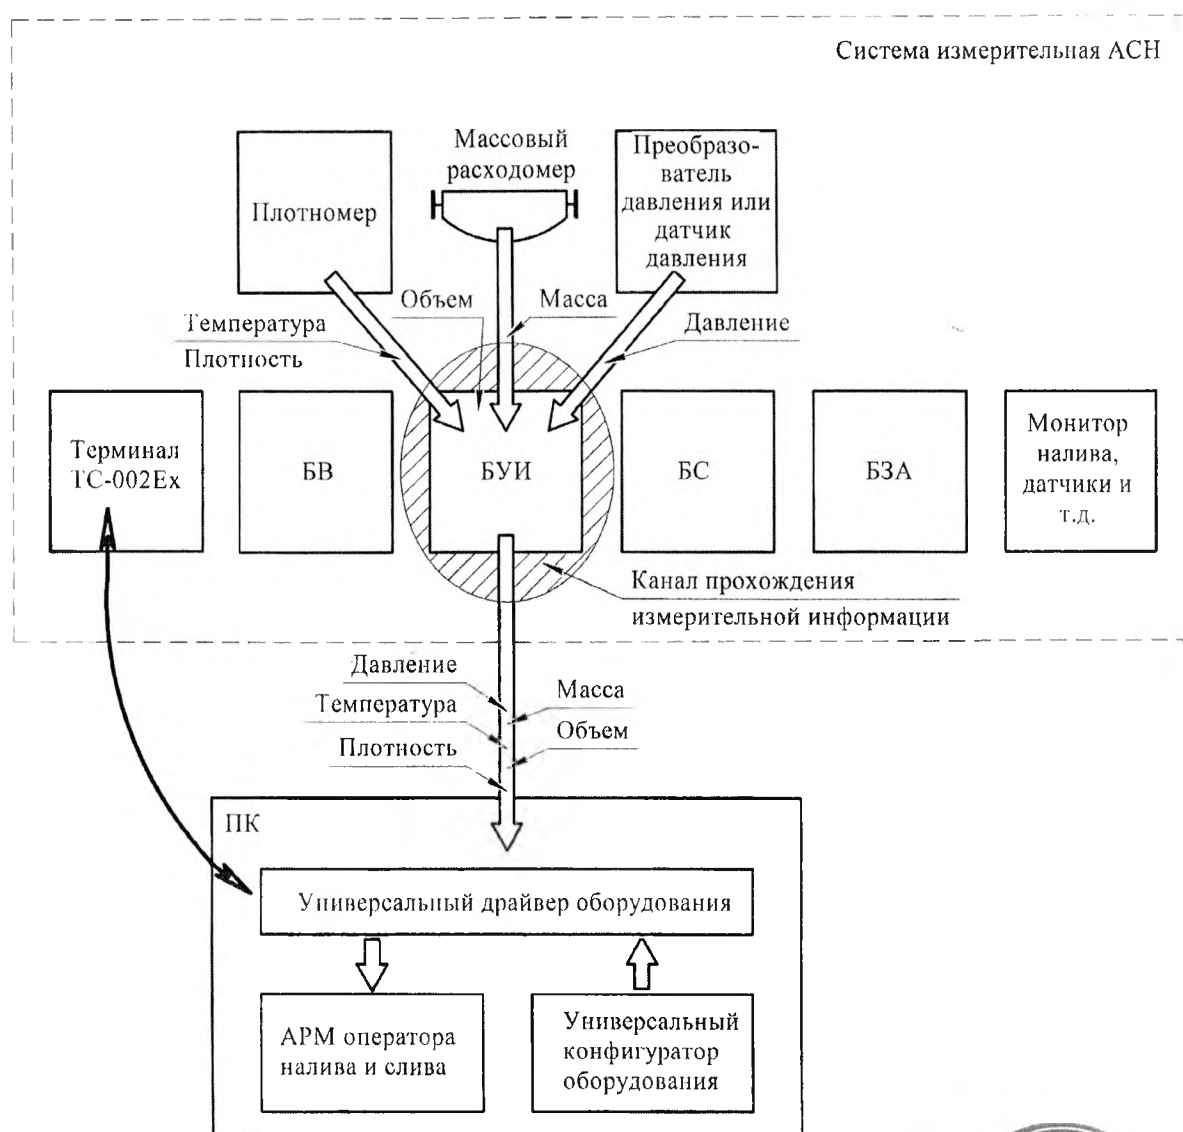 Система измерительная АСН
Плотномер
Массовый
расходомер
Преобразо-
ватель
давления или
датчик
давления
Объем
Масса
Температура
Плотность
Давление
Терминал
ТС-002Ех
БВ
БУИ
БС
БЗА
Монитор
налива,
датчики и
т.д.
Канал прохождения
измерительной информации
Давление
Температура
Плотность
Масса
Объем
ПК
Универсальный драйвер оборудования
АРМ оператора
налива и слива
Универсальный
конфигуратор
оборудования